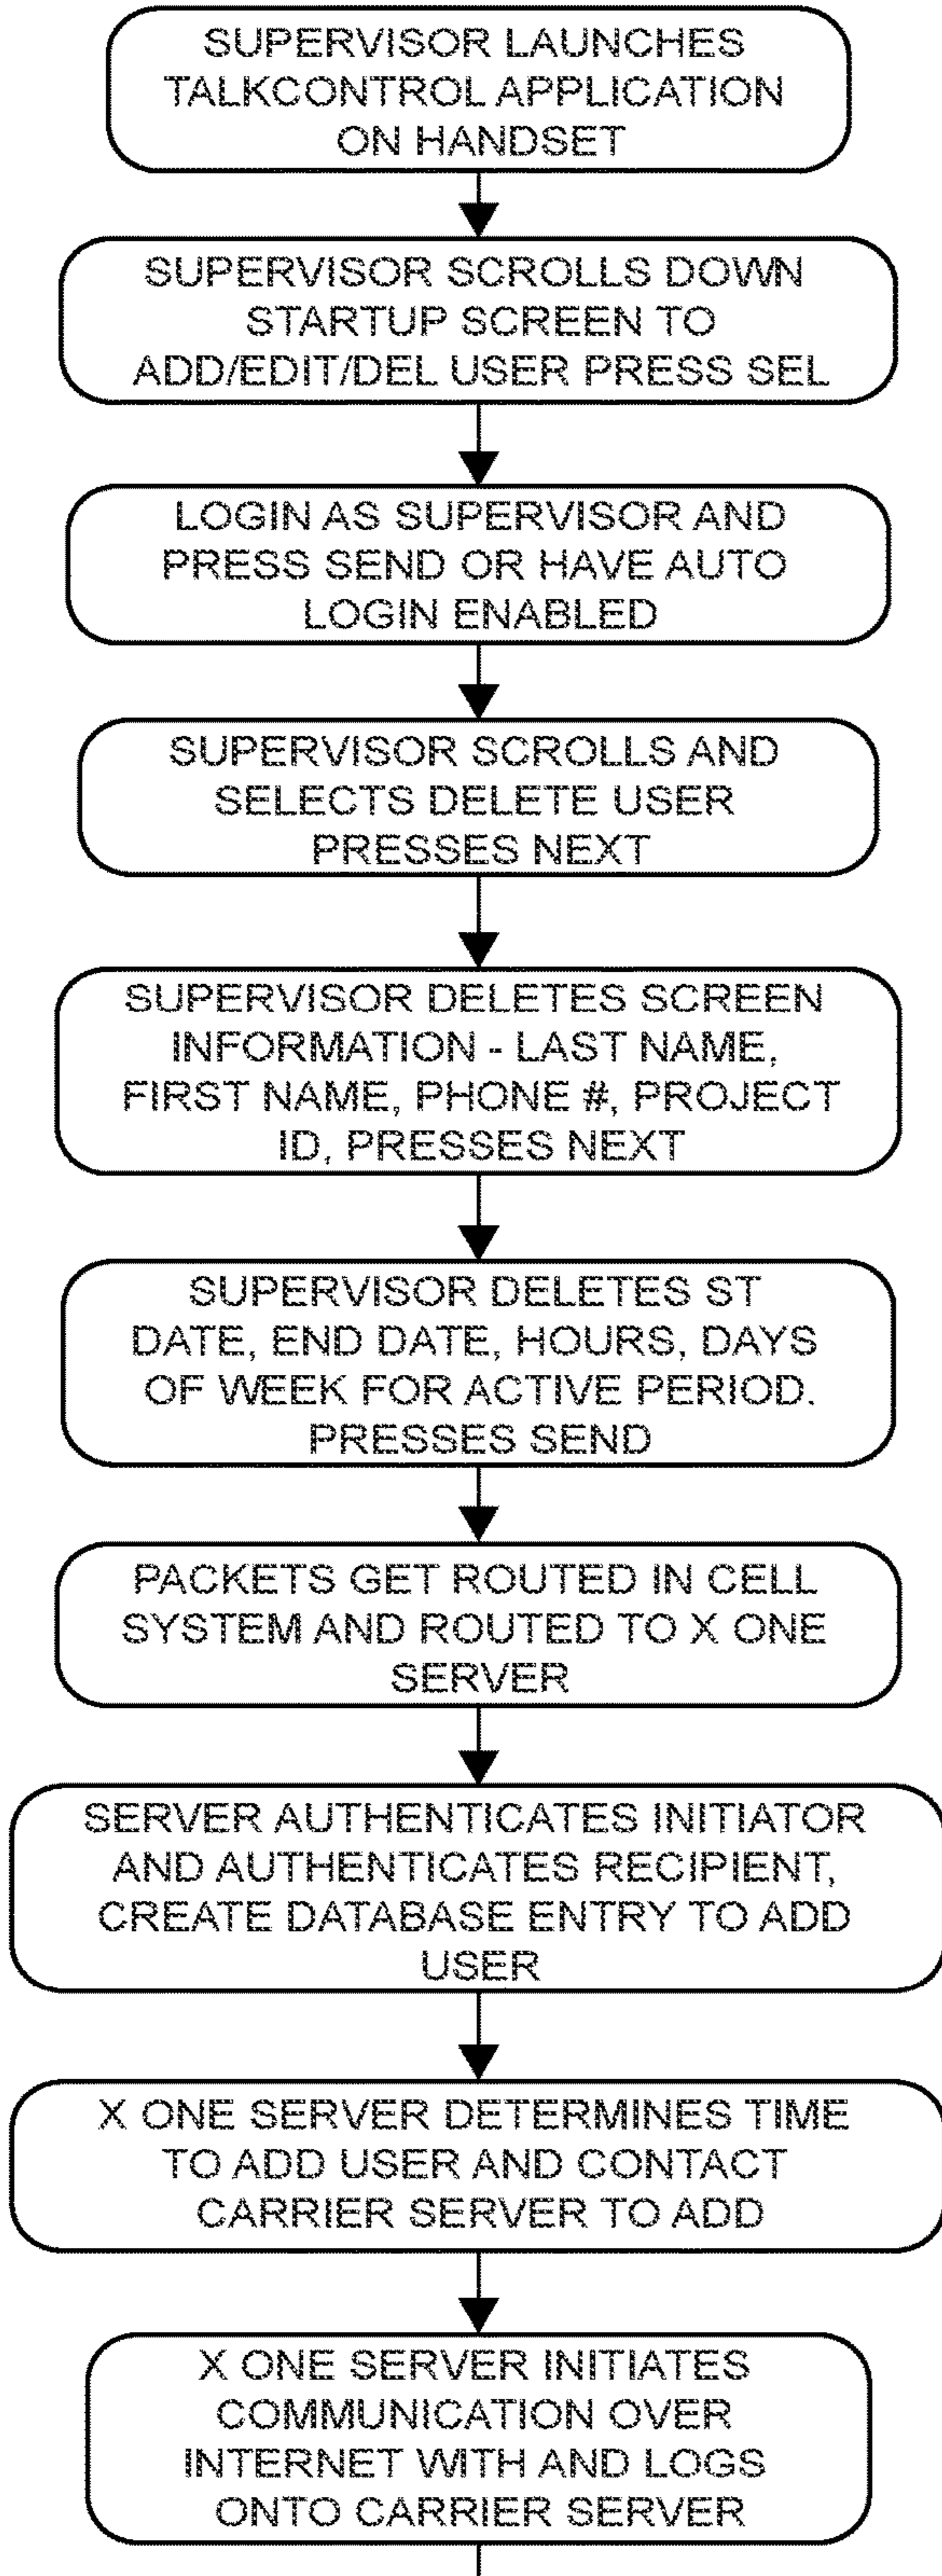 SUPERVISOR LAUNCHES
TALKCONTROL APPLICATION
ON HANDSET
SUPERVISOR SCROLLS DOWN
STARTUP SCREEN TO
ADD/EDIT/DEL USER PRESS SEL
LOGIN AS SUPERVISOR AND
PRESS SEND OR HAVE AUTO
LOGIN ENABLED
SUPERVISOR SCROLLS AND
SELECTS DELETE USER
PRESSES NEXT
SUPERVISOR DELETES SCREEN
INFORMATION - LAST NAME,
FIRST NAME, PHONE #, PROJECT
ID, PRESSES NEXT
SUPERVISOR DELETES ST
DATE, END DATE, HOURS, DAYS
OF WEEK FOR ACTIVE PERIOD.
PRESSES SEND
PACKETS GET ROUTED IN CELL
SYSTEM AND ROUTED TO X ONE
SERVER
SERVER AUTHENTICATES INITIATOR
AND AUTHENTICATES RECIPIENT,
CREATE DATABASE ENTRY TO ADD
USER
X ONE SERVER DETERMINES TIME
TO ADD USER AND CONTACT
CARRIER SERVER TO ADD
X ONE SERVER INITIATES
COMMUNICATION OVER
INTERNET WITH AND LOGS
ONTO CARRIER SERVER